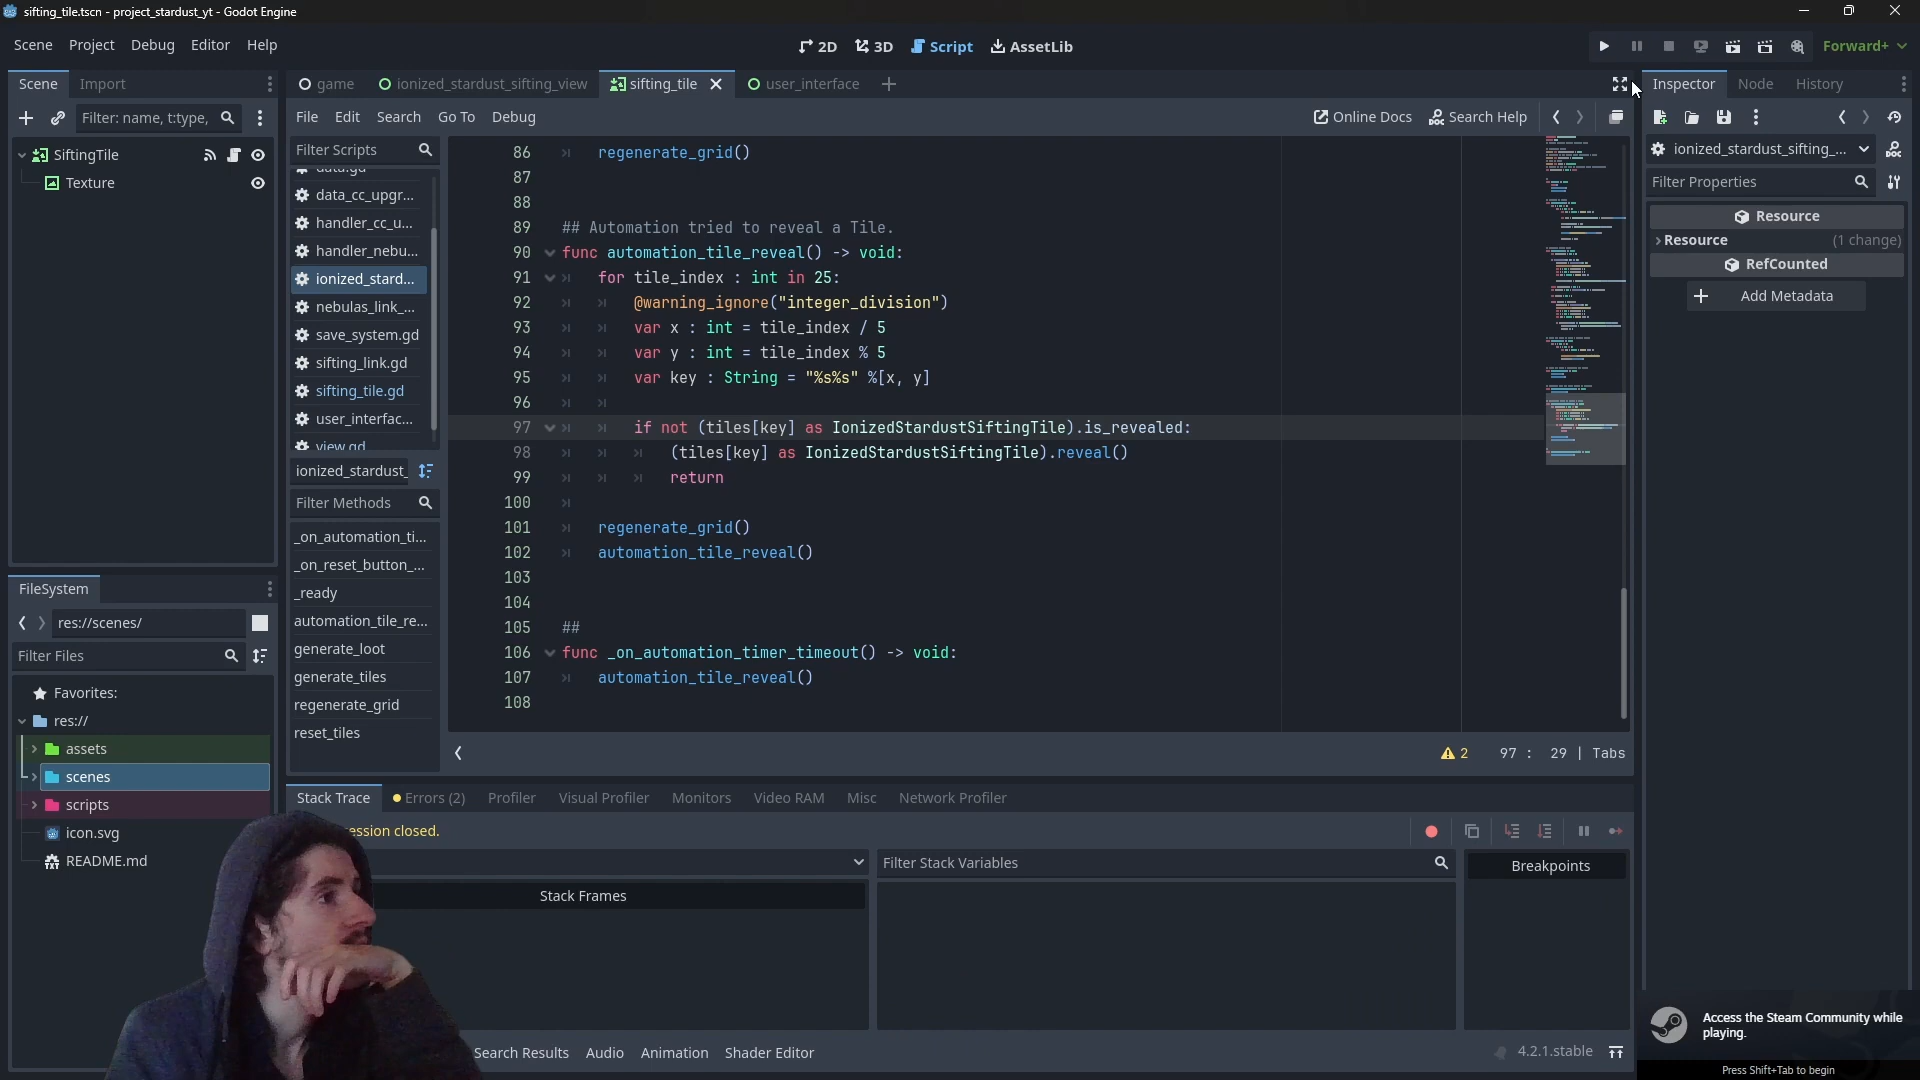 sifting_tile.tscn - project_stardust_yt - Godot Engine
Scene Project Debug Editor Help
2D 3D Script AssetLib
Forward+
Scene Import
game ionized_stardust_sifting_view sifting_tile user_interface
Inspector Node History
Filter: name, t:type,
File Edit Search Go To Debug
Online Docs Search Help
SiftingTile
Texture
Filter Scripts
data_cc_upgr...
handler_cc_u...
handler_nebu...
ionized_stard...
nebulas_link_...
save_system.gd
sifting_link.gd
sifting_tile.gd
user_interfac...
view.gd
ionized_stardust_
Filter Methods
_on_automation_ti...
_on_reset_button_...
_ready
automation_tile_re...
generate_loot
generate_tiles
regenerate_grid
reset_tiles
86 regenerate_grid()
87
88
89 ## Automation tried to reveal a Tile.
90 func automation_tile_reveal() -> void:
91 for tile_index : int in 25:
92 @warning_ignore("integer_division")
93 var x : int = tile_index / 5
94 var y : int = tile_index % 5
95 var key : String = "%s%s" %[x, y]
96
97 if not (tiles[key] as IonizedStardustSiftingTile).is_revealed:
98 (tiles[key] as IonizedStardustSiftingTile).reveal()
99 return
100
101 regenerate_grid()
102 automation_tile_reveal()
103
104
105 ##
106 func _on_automation_timer_timeout() -> void:
107 automation_tile_reveal()
108
2 97 : 29 | Tabs
ionized_stardust_sifting_...
Filter Properties
Resource
Resource (1 change)
RefCounted
Add Metadata
FileSystem
res://scenes/
Filter Files
Favorites:
res://
assets
scenes
scripts
icon.svg
README.md
Stack Trace Errors (2) Profiler Visual Profiler Monitors Video RAM Misc Network Profiler
ession closed.
Filter Stack Variables
Breakpoints
Stack Frames
Search Results Audio Animation Shader Editor
4.2.1.stable
Access the Steam Community while
playing.
Press Shift+Tab to begin